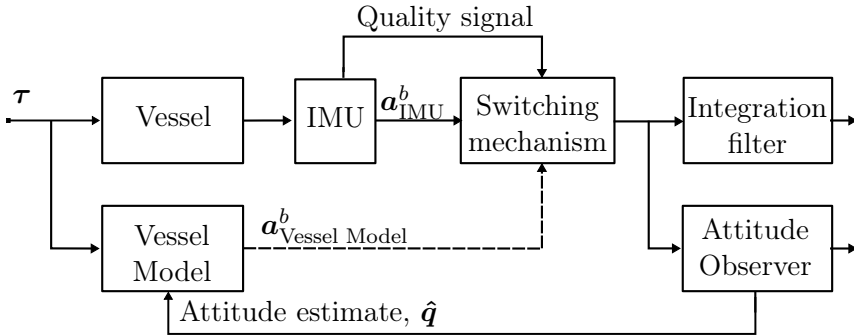 Quality signal
τ
Vessel
IMU
a^b_IMU
Switching
mechanism
Integration
filter
Vessel
Model
a^b_Vessel Model
Attitude
Observer
Attitude estimate, q̂